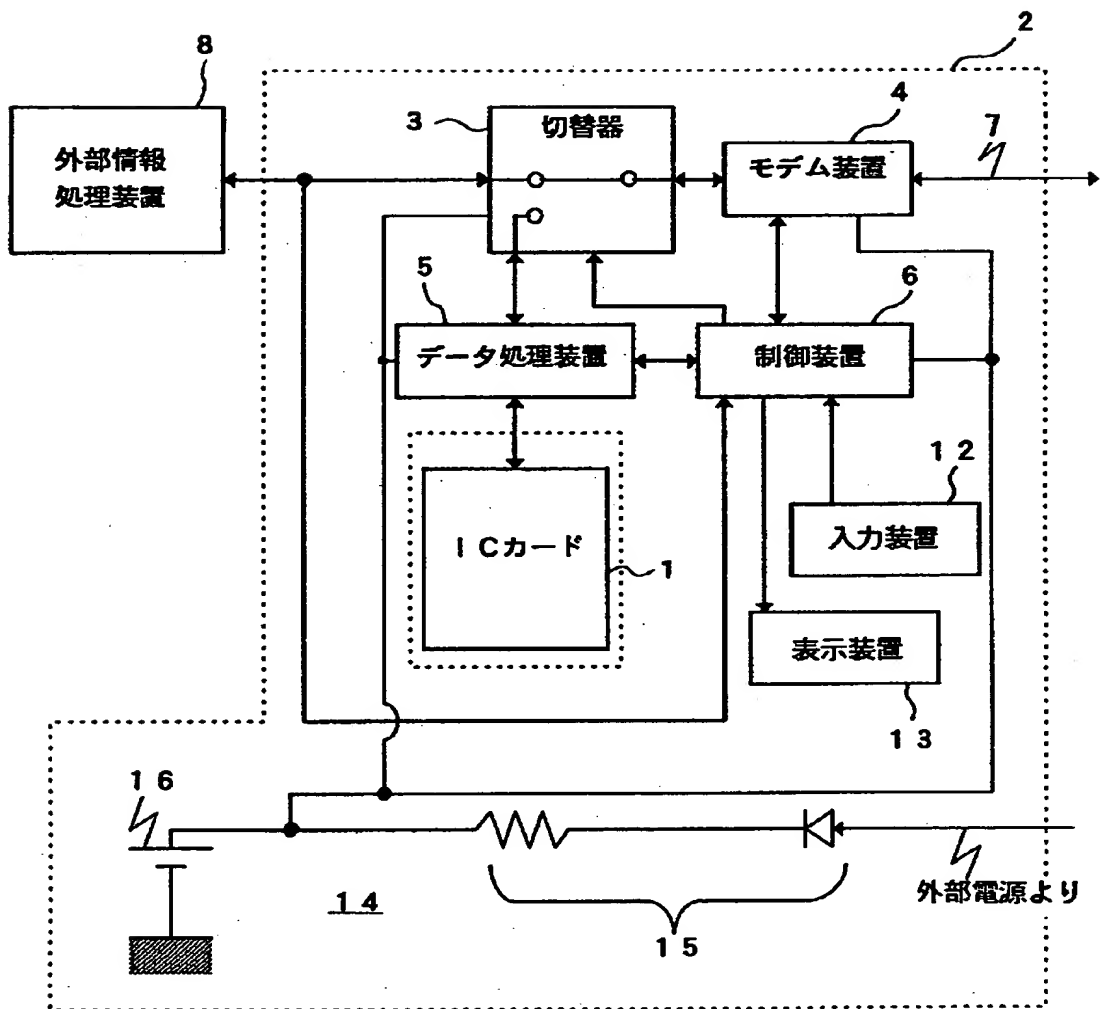 2
8
外部情報
処理装置
3
切替器
4
モデム装置
7
5
データ処理装置
6
制御装置
ICカード
1
12
入力装置
表示装置
13
16
14
15
外部電源より